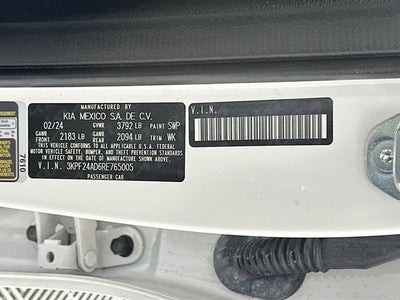 MANUFACTURED BY
KIA MEXICO S.A. DE C.V.
02/24 GVWR 3792 LB PAINT SWP
GAWR FRONT 2183 LB GAWR REAR 2094 LB TRIM WK
THIS VEHICLE CONFORMS TO ALL APPLICABLE U.S. FEDERAL
MOTOR VEHICLE SAFETY, BUMPER, AND THEFT PREVENTION
STANDARDS IN EFFECT ON THE DATE OF MANUFACTURE
SHOWN ABOVE.
V.I.N. 3KPF24AD6RE765005
PASSENGER CAR
V.I.N.
7610